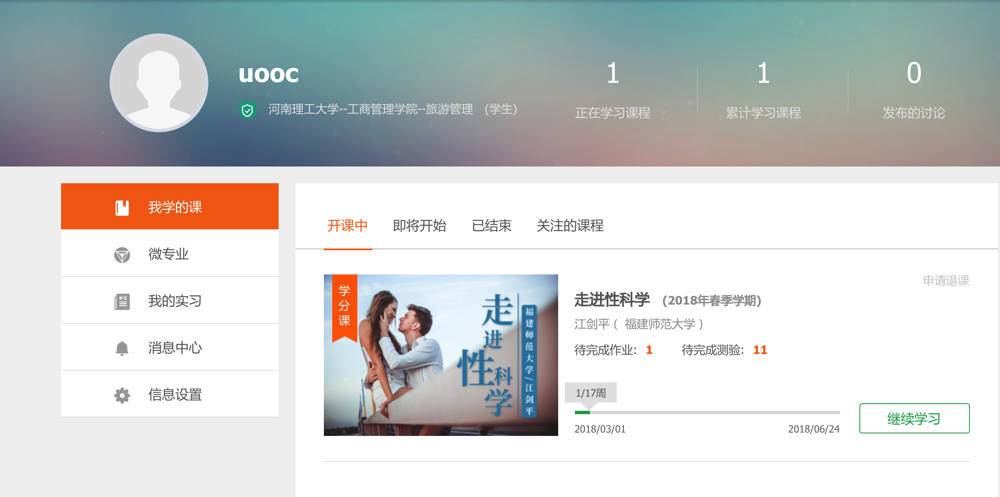 uooc
河南理工大学--工商管理学院--旅游管理 （学生）
1
正在学习课程
1
累计学习课程
0
发布的讨论
我学的课
微专业
我的实习
消息中心
信息设置
开课中 即将开始 已结束 关注的课程
学分课
走进性科学
福建师范大学/江剑平
申请退课
走进性科学 (2018年春季学期)
江剑平 ( 福建师范大学 )
待完成作业: 1 待完成测验: 11
1/17周
2018/03/01 2018/06/24
继续学习